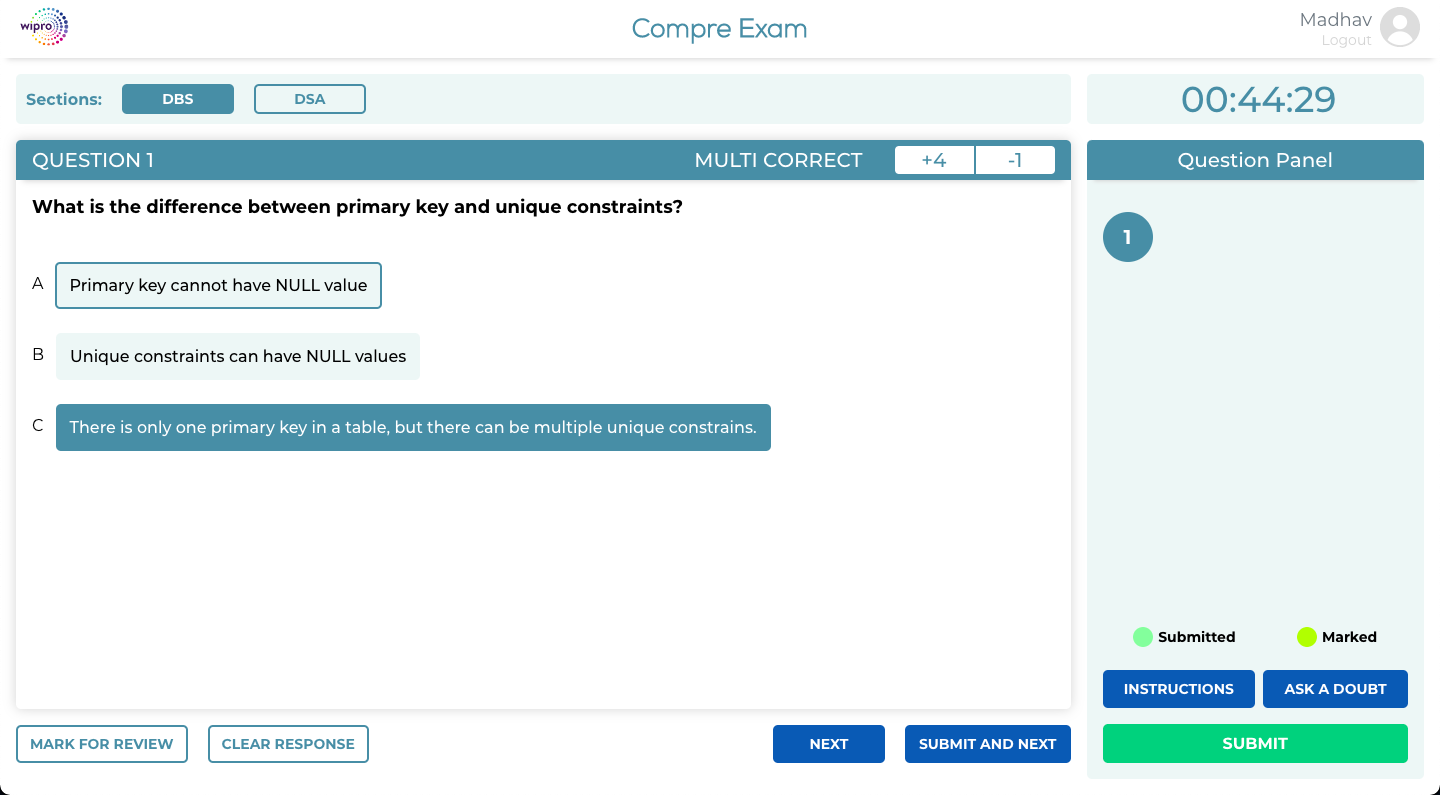 wipro
Compre Exam
Madhav
Logout
Sections:
DBS
DSA
00:44:29
QUESTION 1
MULTI CORRECT
+4
-1
Question Panel
What is the difference between primary key and unique constraints?
1
A
Primary key cannot have NULL value
B
Unique constraints can have NULL values
C
There is only one primary key in a table, but there can be multiple unique constrains.
Submitted
Marked
INSTRUCTIONS
ASK A DOUBT
MARK FOR REVIEW
CLEAR RESPONSE
NEXT
SUBMIT AND NEXT
SUBMIT